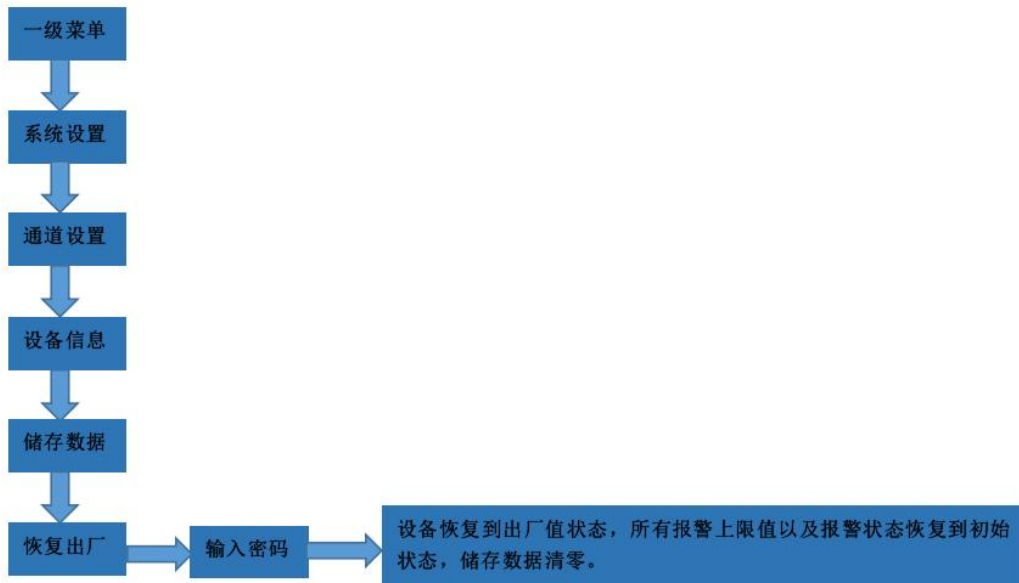 一级菜单
系统设置
通道设置
设备信息
储存数据
恢复出厂
输入密码
设备恢复到出厂值状态，所有报警上限值以及报警状态恢复到初始
状态，储存数据清零。